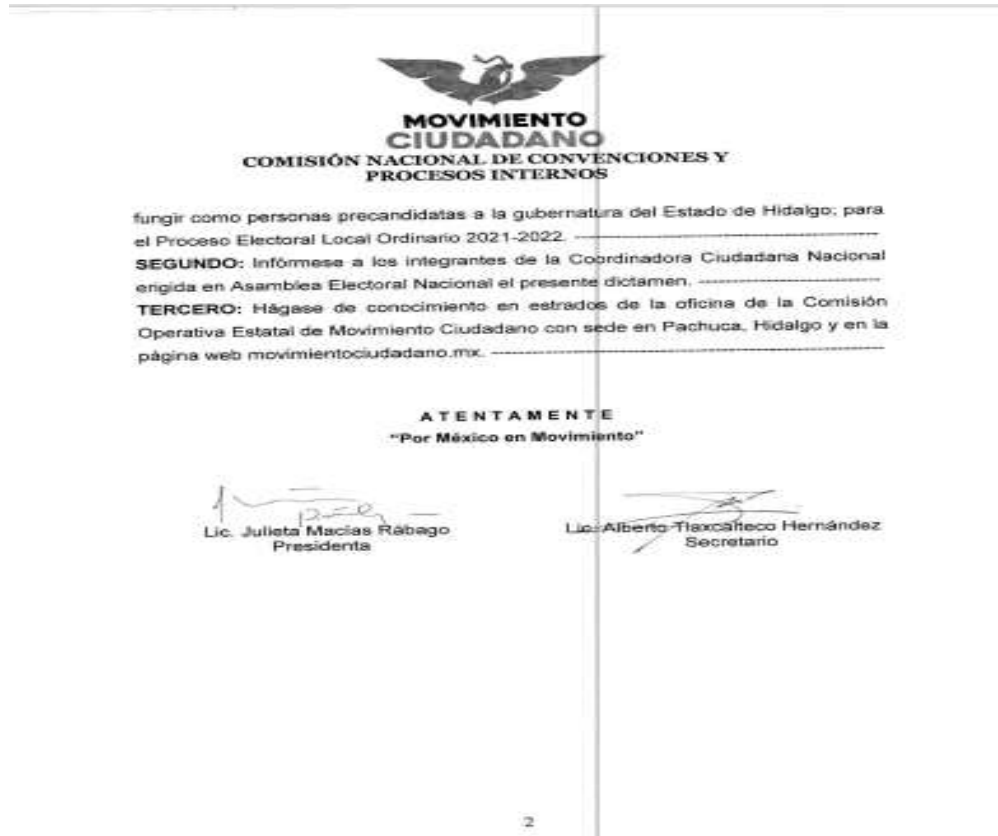 MOVIMIENTO
CIUDADANO
COMISIÓN NACIONAL DE CONVENCIONES Y
PROCESOS INTERNOS
fungir como personas precandidatas a la gubernatura del Estado de Hidalgo; para
el Proceso Electoral Local Ordinario 2021-2022. ----------------------------------------
SEGUNDO: Infórmese a los integrantes de la Coordinadora Ciudadana Nacional
erigida en Asamblea Electoral Nacional el presente dictamen. ------------------------
TERCERO: Hágase de conocimiento en estrados de la oficina de la Comisión
Operativa Estatal de Movimiento Ciudadano con sede en Pachuca, Hidalgo y en la
página web movimientociudadano.mx. ----------------------------------------------------
ATENTAMENTE
"Por México en Movimiento"
Lic. Julieta Macías Rábago
Presidenta
Lic. Alberto Tlaxcalteco Hernández
Secretario
2